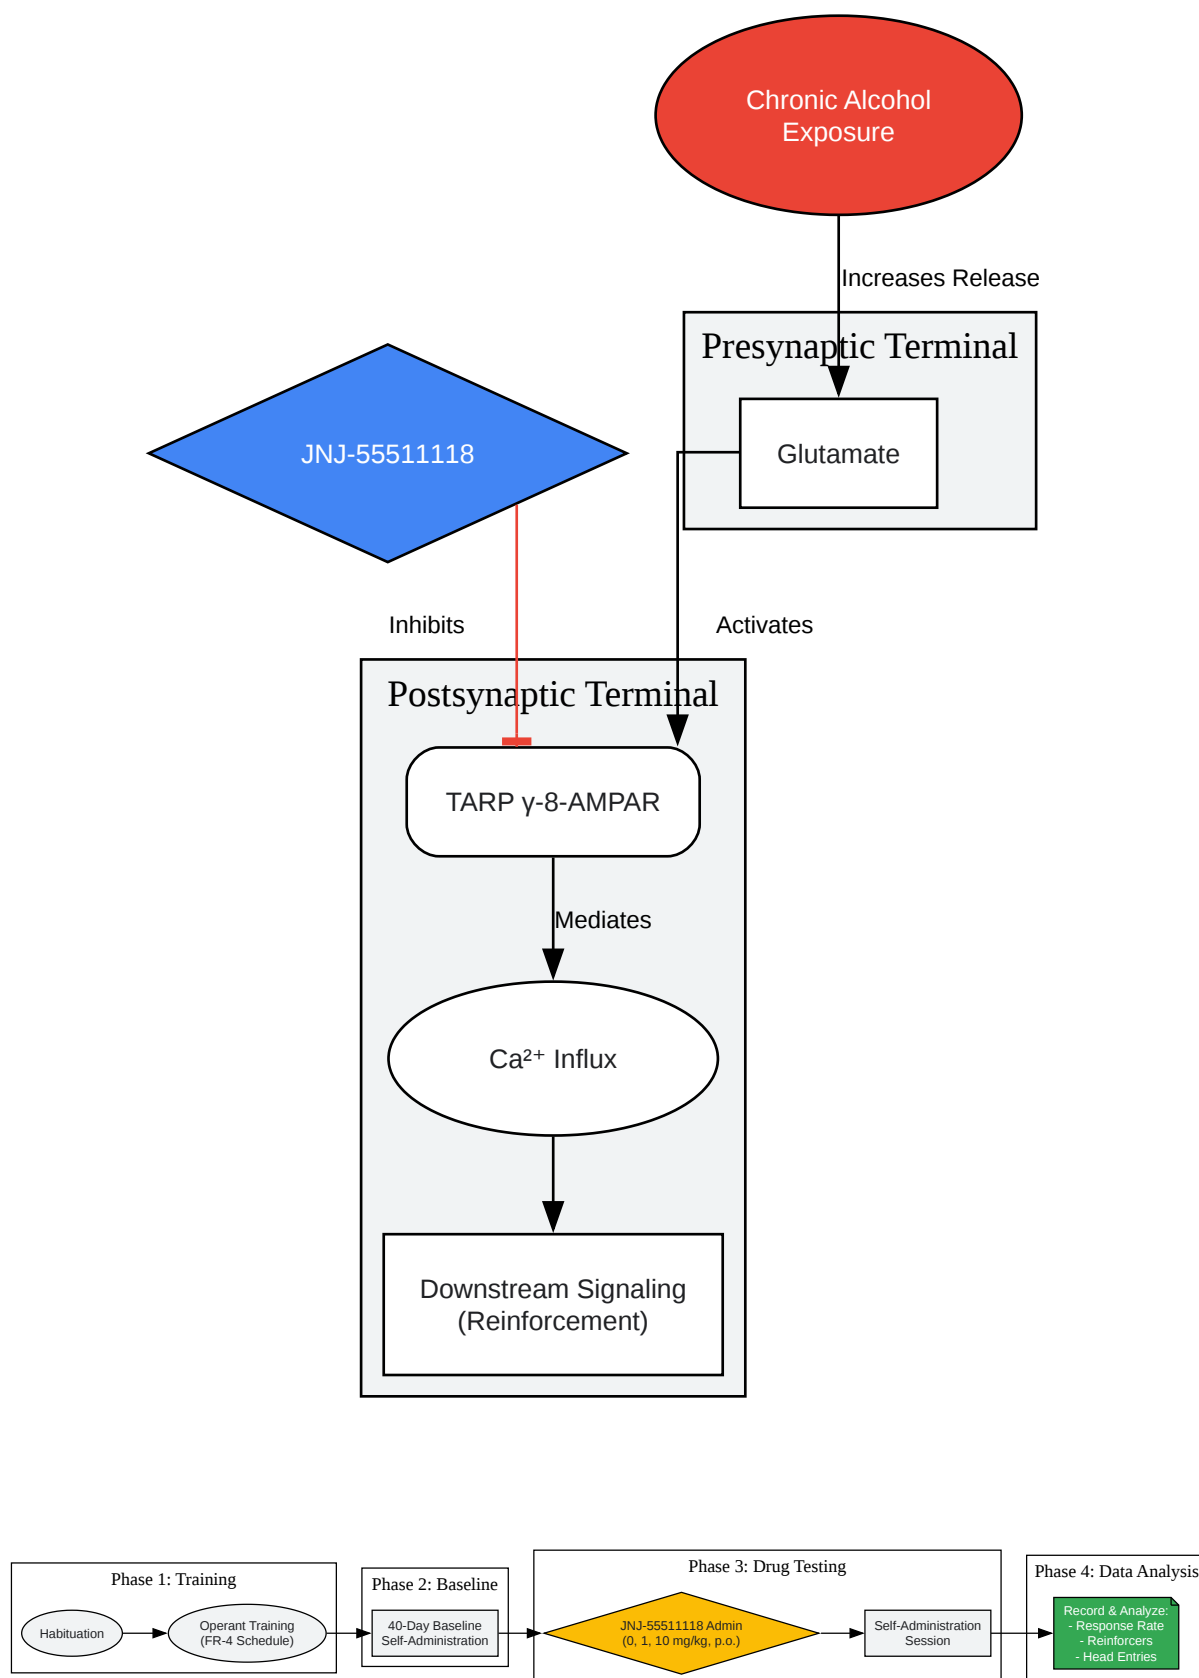 Chronic Alcohol
Exposure
Increases Release
Presynaptic Terminal
JNJ-55511118
Glutamate
Inhibits
Activates
Postsynaptic Terminal
TARP γ-8-AMPAR
Mediates
Ca²⁺ Influx
Downstream Signaling
(Reinforcement)
Phase 1: Training
Habituation
Operant Training
(FR-4 Schedule)
Phase 2: Baseline
40-Day Baseline
Self-Administration
Phase 3: Drug Testing
JNJ-55511118 Admin
(0, 1, 10 mg/kg, p.o.)
Self-Administration
Session
Phase 4: Data Analysis
Record & Analyze:
- Response Rate
- Reinforcers
- Head Entries